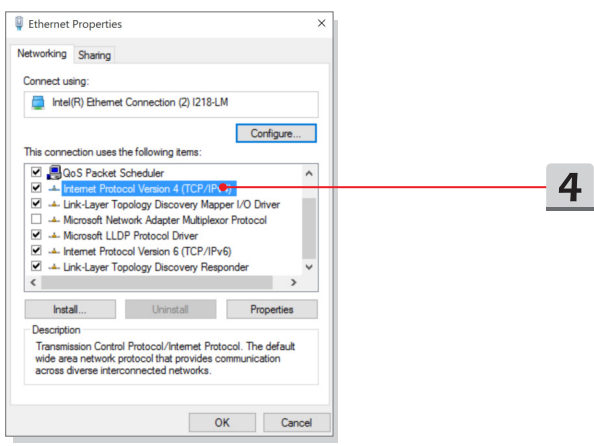 Ethernet Properties
Networking Sharing
Connect using:
Intel(R) Ethernet Connection (2) I218-LM
Configure...
This connection uses the following items:
QoS Packet Scheduler
Internet Protocol Version 4 (TCP/IPv4)
Link-Layer Topology Discovery Mapper I/O Driver
Microsoft Network Adapter Multiplexor Protocol
Microsoft LLDP Protocol Driver
Internet Protocol Version 6 (TCP/IPv6)
Link-Layer Topology Discovery Responder
Install... Uninstall Properties
Description
Transmission Control Protocol/Internet Protocol. The default
wide area network protocol that provides communication
across diverse interconnected networks.
OK Cancel
4